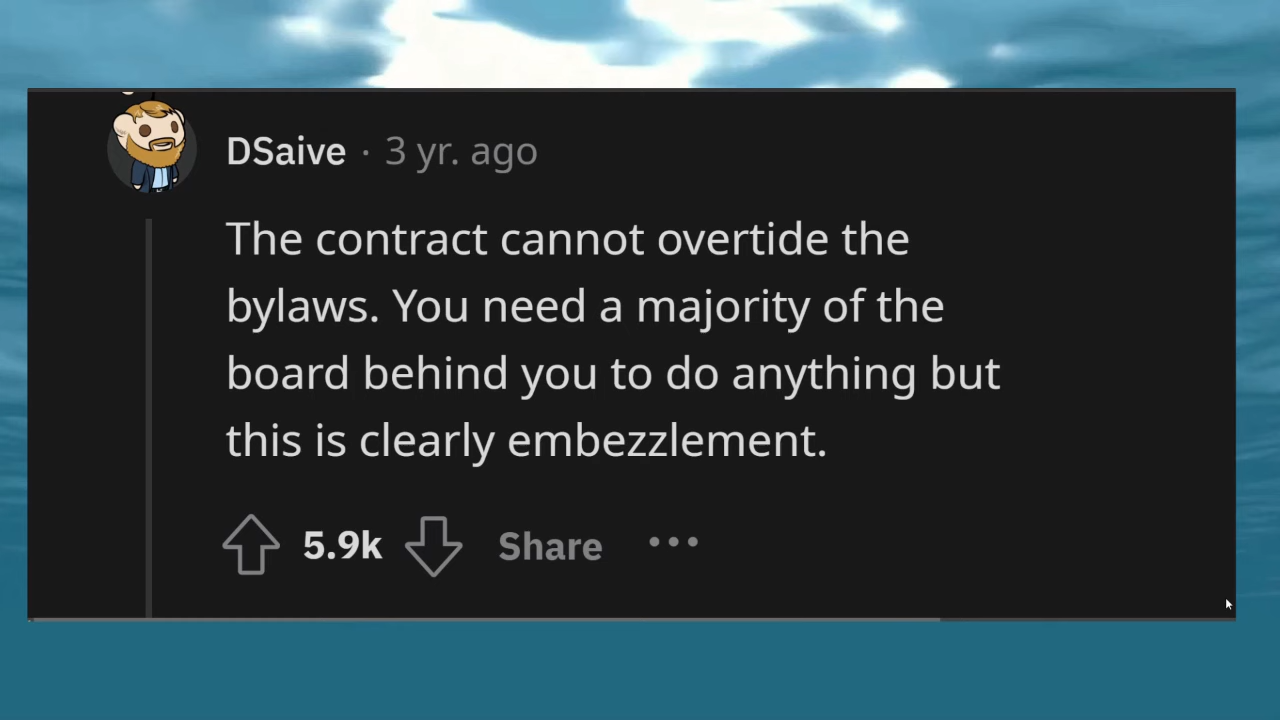 DSaive · 3 yr. ago
The contract cannot overtide the
bylaws. You need a majority of the
board behind you to do anything but
this is clearly embezzlement.
5.9k Share •••